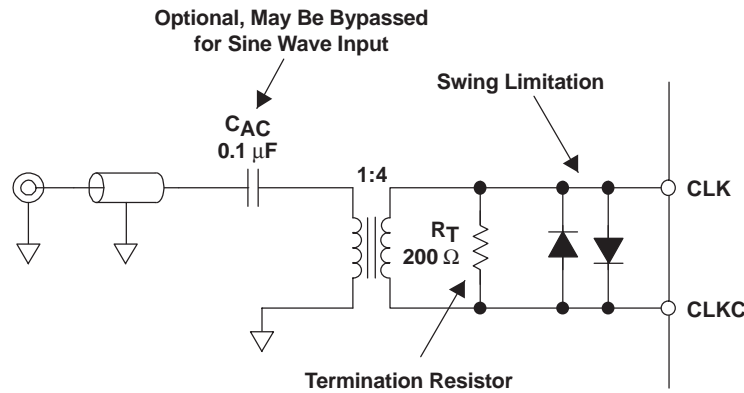 Optional, May Be Bypassed
for Sine Wave Input
Swing Limitation
CAC
0.1 μF
1:4
CLK
RT
200 Ω
CLKC
Termination Resistor